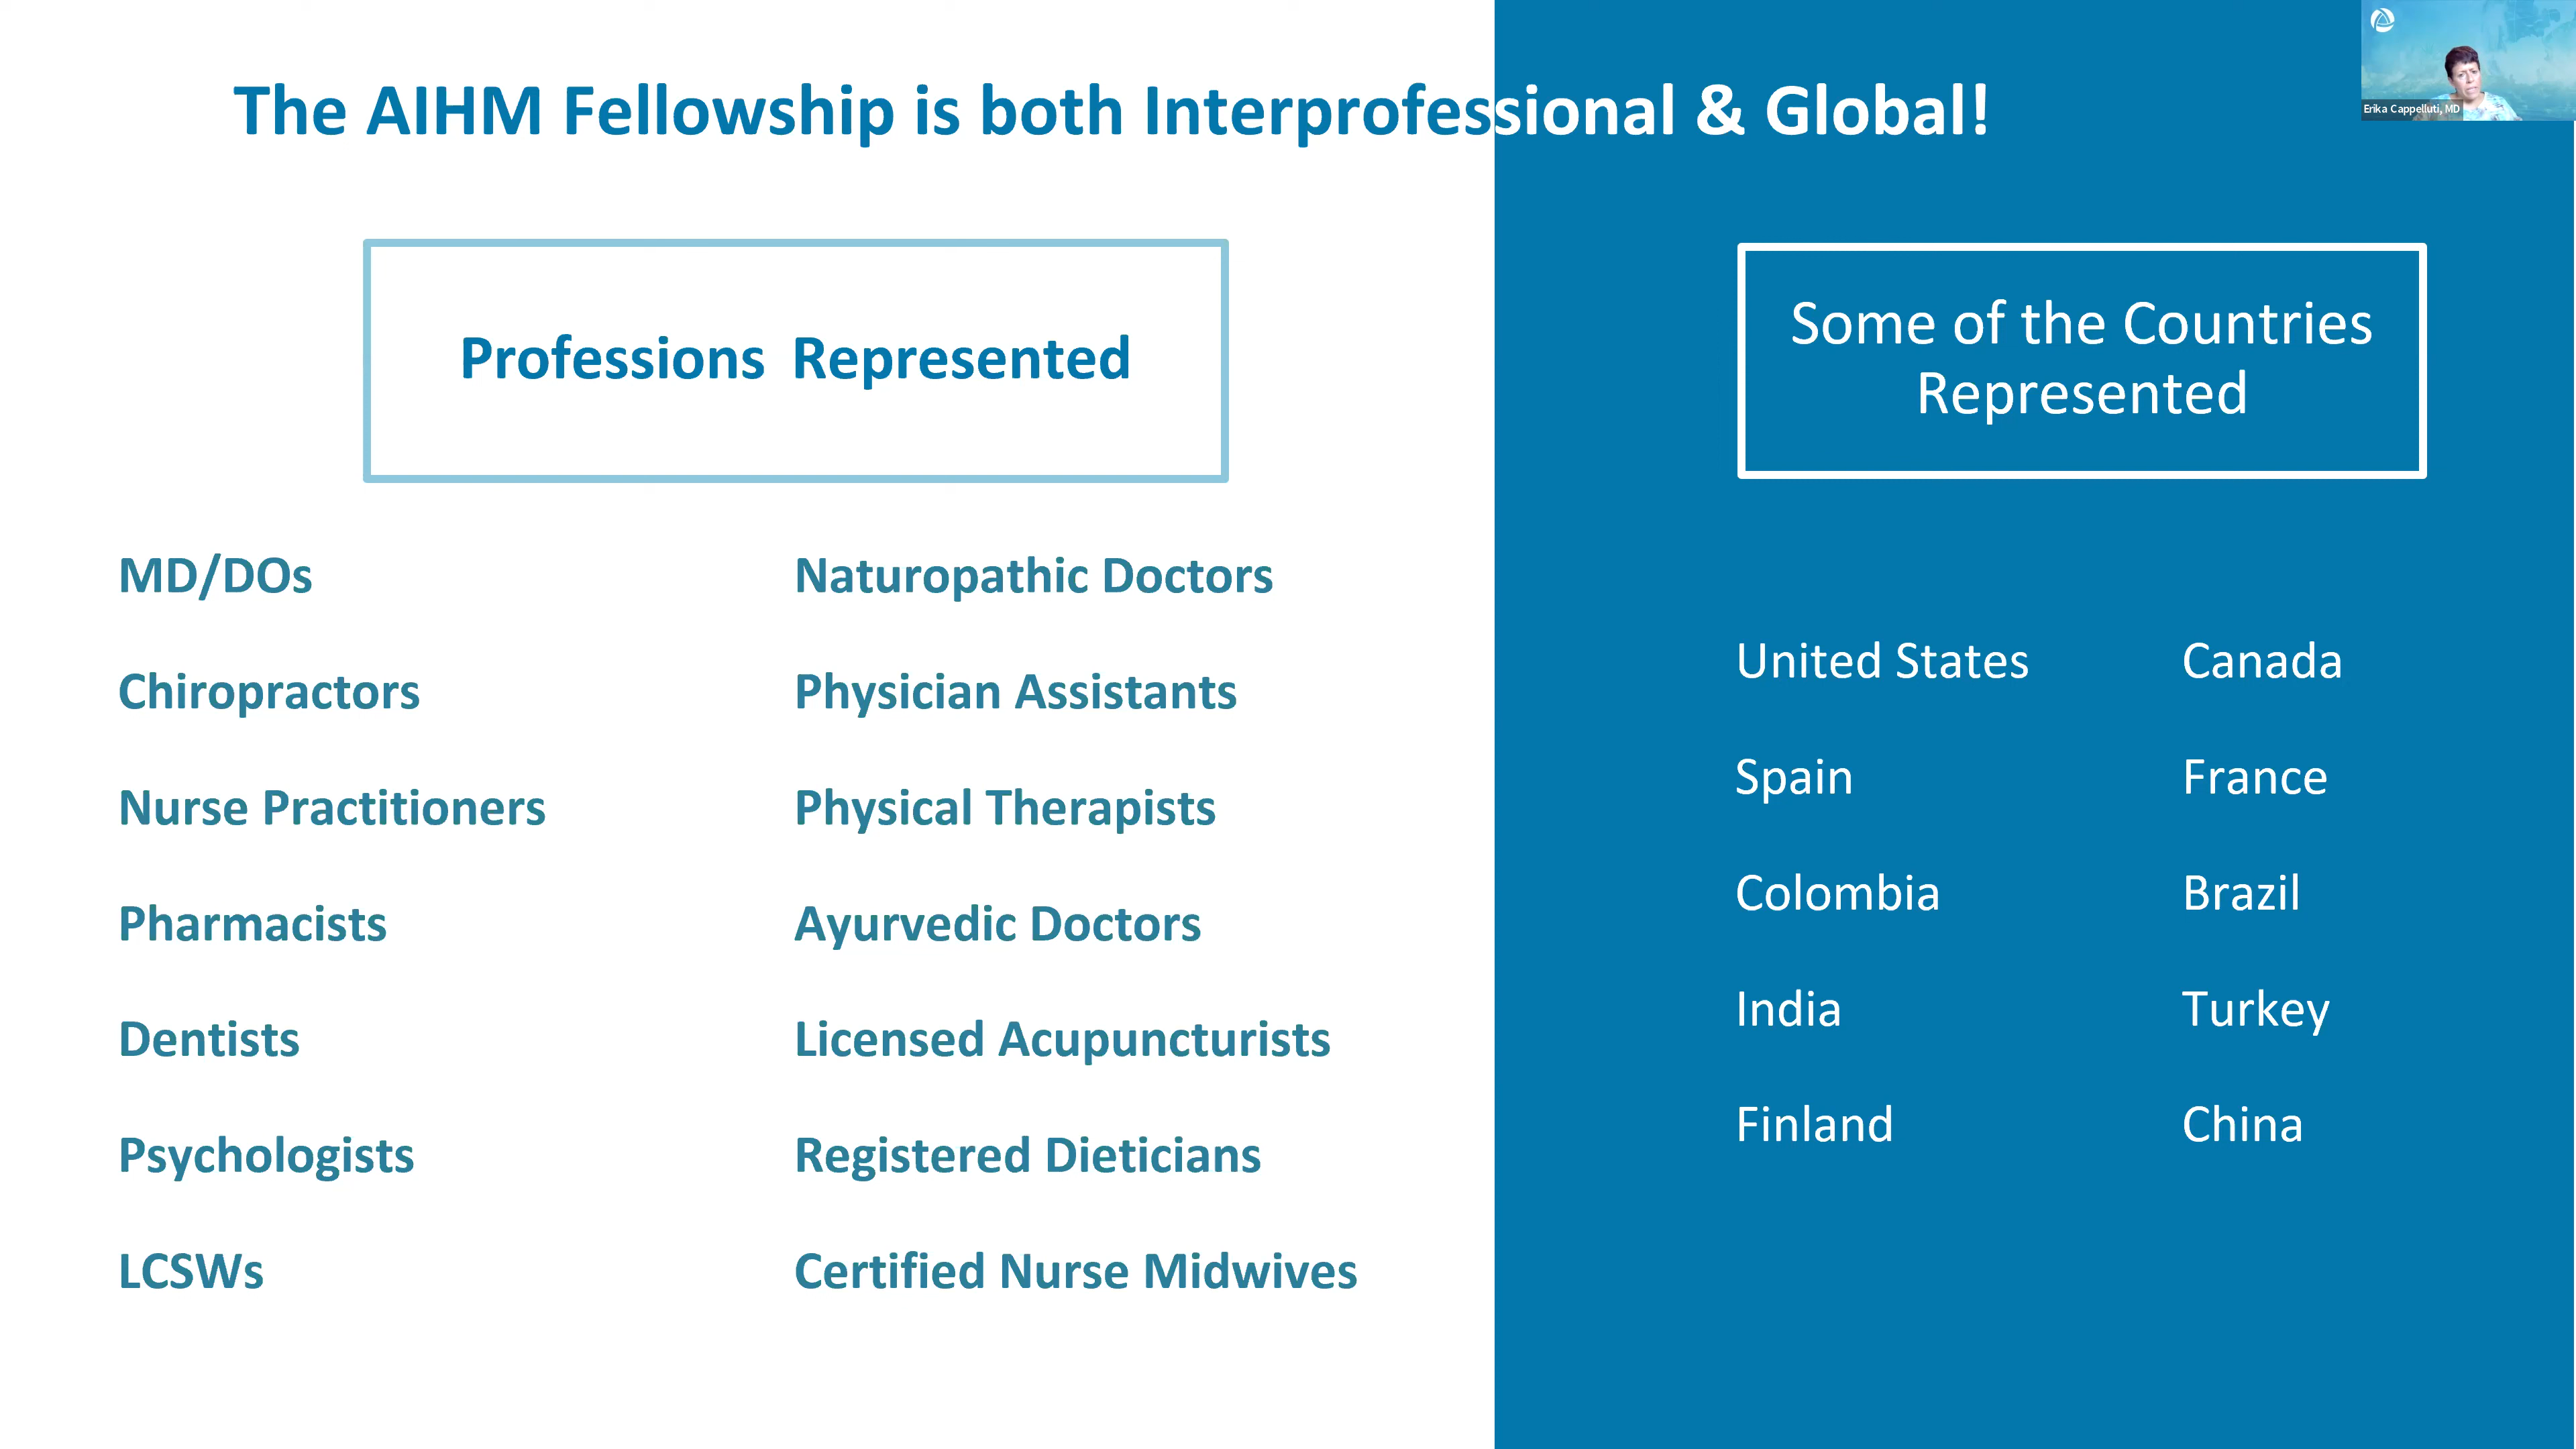 The AIHM Fellowship is both Interprofessional & Global!
Erika Cappelluti, MD
Professions Represented
MD/DOs
Chiropractors
Nurse Practitioners
Pharmacists
Dentists
Psychologists
LCSWs
Naturopathic Doctors
Physician Assistants
Physical Therapists
Ayurvedic Doctors
Licensed Acupuncturists
Registered Dieticians
Certified Nurse Midwives
Some of the Countries
Represented
United States
Spain
Colombia
India
Finland
Canada
France
Brazil
Turkey
China